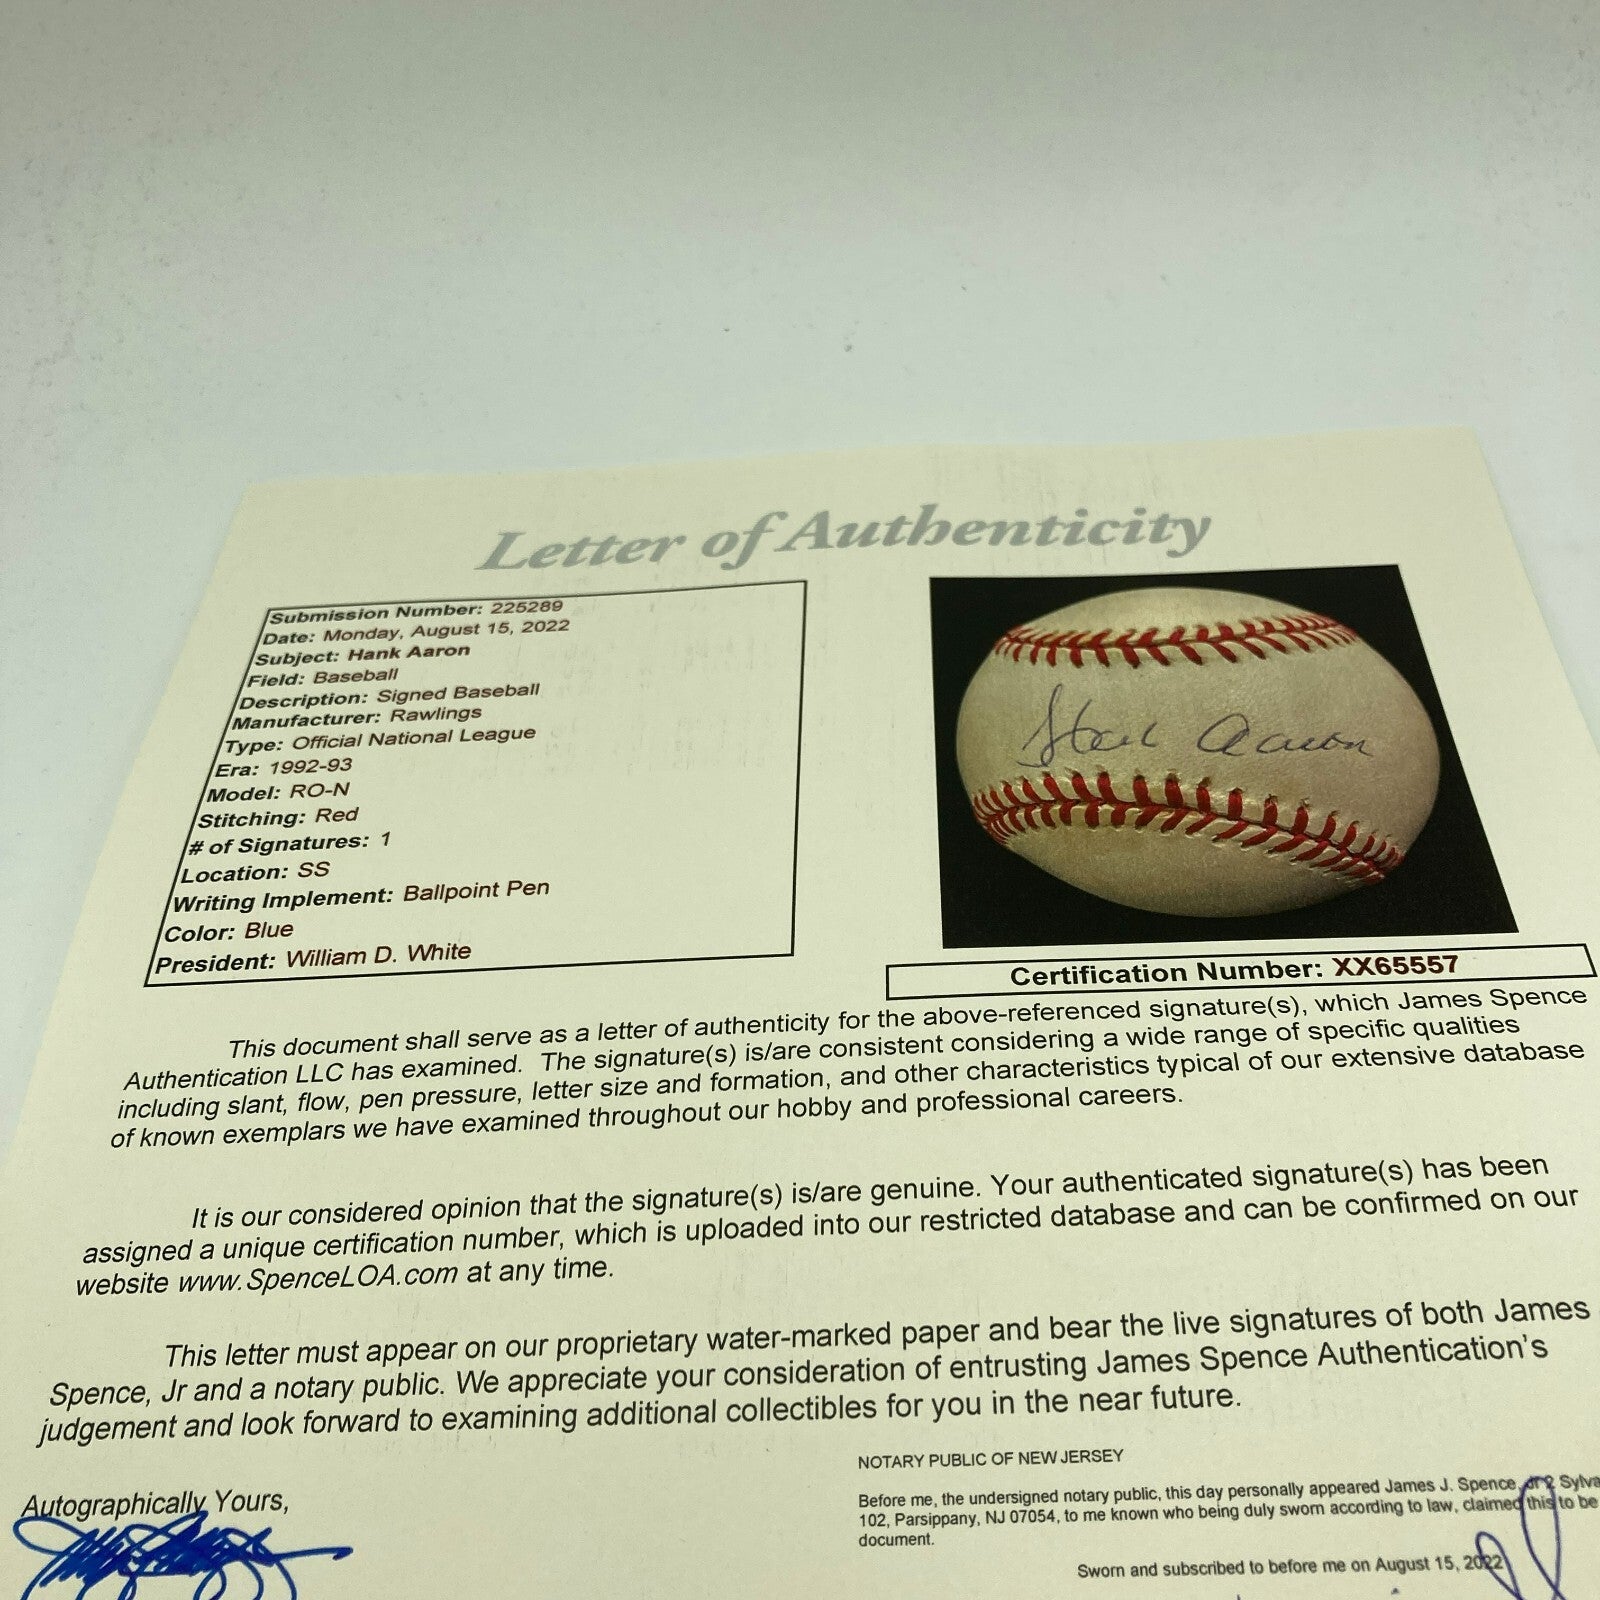 Letter of Authenticity
Submission Number: 225289
Date: Monday, August 15, 2022
Subject: Hank Aaron
Field: Baseball
Description: Signed Baseball
Manufacturer: Rawlings
Type: Official National League
Era: 1992-93
Model: RO-N
Stitching: Red
# of Signatures: 1
Location: SS
Writing Implement: Ballpoint Pen
Color: Blue
President: William D. White
Hank Aaron
Certification Number: XX65557
This document shall serve as a letter of authenticity for the above-referenced signature(s), which James Spence
Authentication LLC has examined. The signature(s) is/are consistent considering a wide range of specific qualities
including slant, flow, pen pressure, letter size and formation, and other characteristics typical of our extensive database
of known exemplars we have examined throughout our hobby and professional careers.
It is our considered opinion that the signature(s) is/are genuine. Your authenticated signature(s) has been
assigned a unique certification number, which is uploaded into our restricted database and can be confirmed on our
website www.SpenceLOA.com at any time.
This letter must appear on our proprietary water-marked paper and bear the live signatures of both James
Spence, Jr and a notary public. We appreciate your consideration of entrusting James Spence Authentication's
judgement and look forward to examining additional collectibles for you in the near future.
Autographically Yours,
NOTARY PUBLIC OF NEW JERSEY
Before me, the undersigned notary public, this day personally appeared James J. Spence, Jr 2 Sylva
102, Parsippany, NJ 07054, to me known who being duly sworn according to law, claimed this to be
document.
Sworn and subscribed to before me on August 15, 2022